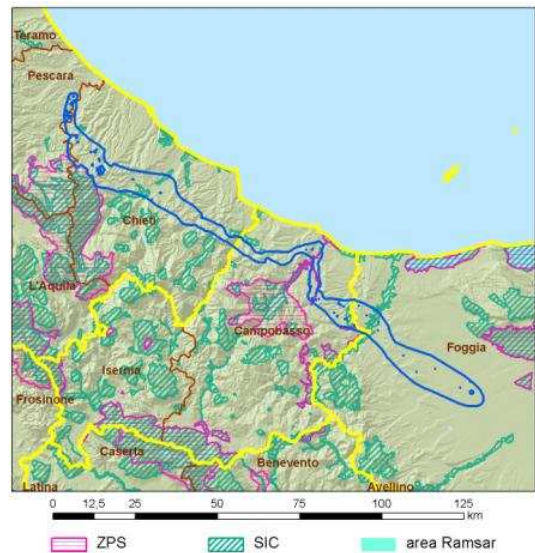 Teramo
Pescara
Chieti
L'Aquila
Campobasso
Foggia
Isernia
Frosinone
Caserta
Benevento
Latina
Avellino
0 12,5 25 50 75 100 125
km
ZPS SIC area Ramsar